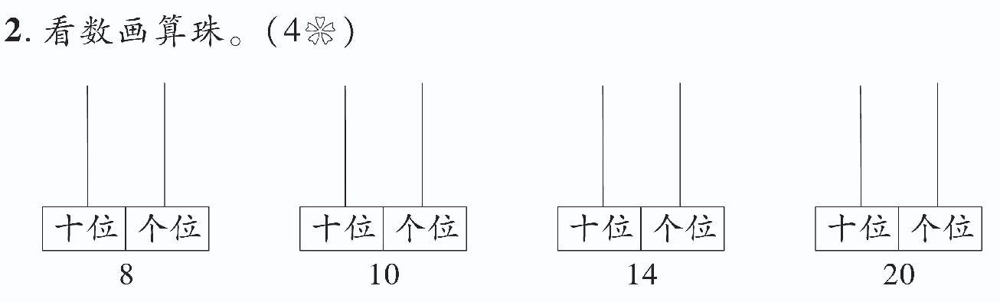 2. 看数画算珠。(4❀)
十位 个位 十位 个位 十位 个位 十位 个位
8 10 14 20